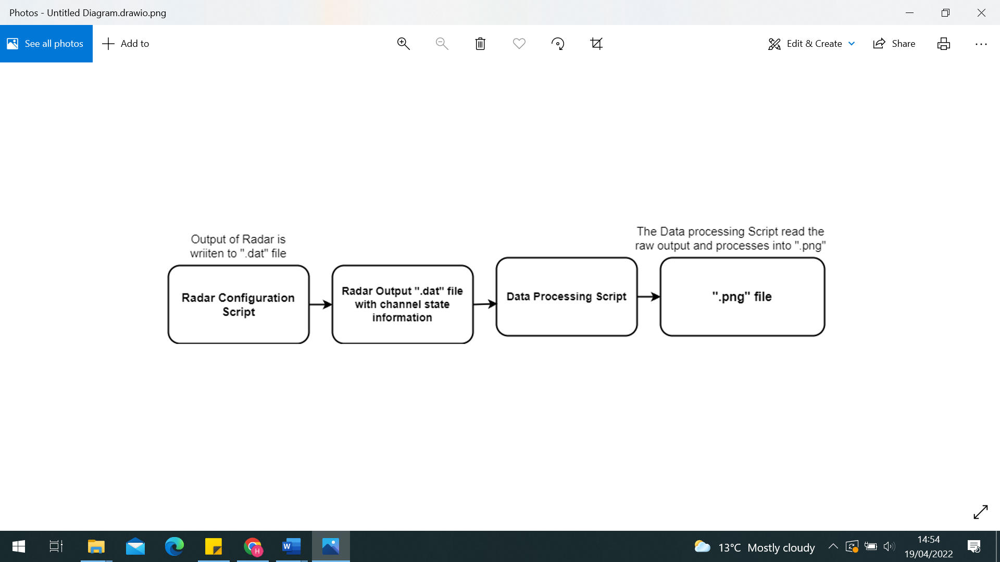 Photos - Untitled Diagram.drawio.png
See all photos
Add to
Edit & Create
Share
Output of Radar is
wriiten to ".dat" file
The Data processing Script read the
raw output and processes into ".png"
Radar Configuration
Script
Radar Output ".dat" file
with channel state
information
Data Processing Script
".png" file
W
H
13°C Mostly cloudy
14:54
19/04/2022